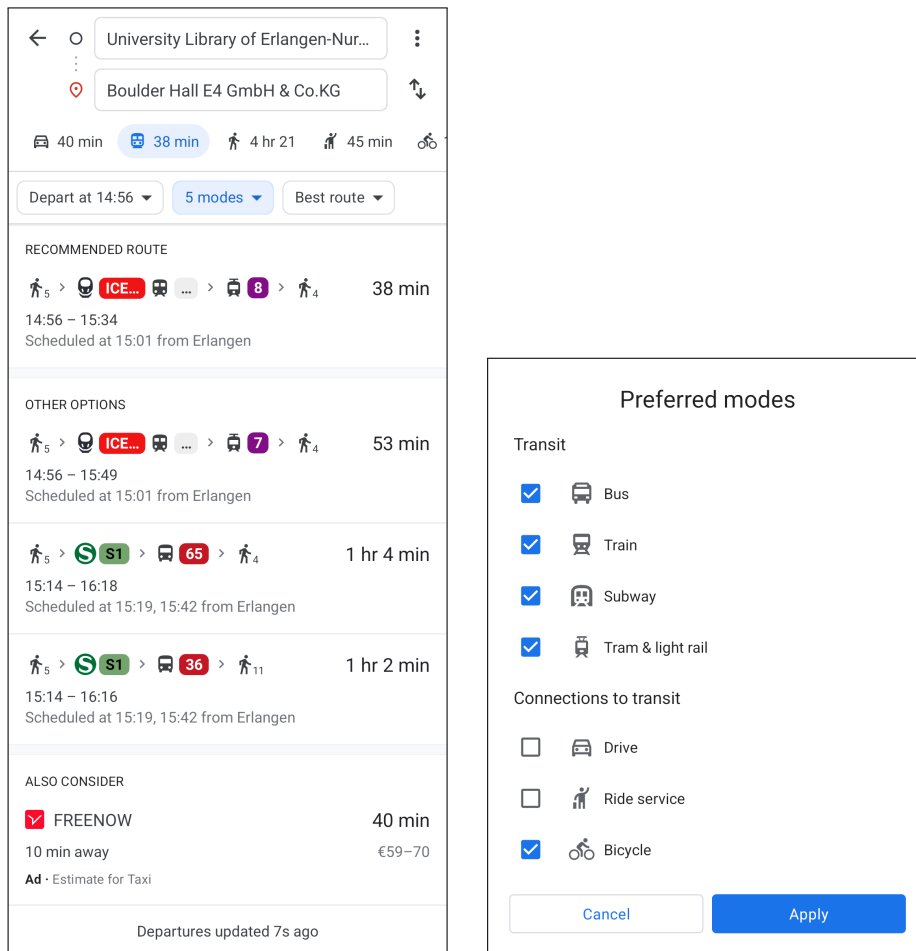 University Library of Erlangen-Nur...
Boulder Hall E4 GmbH & Co.KG
40 min 38 min 4 hr 21 45 min
Depart at 14:56 5 modes Best route
RECOMMENDED ROUTE
5 > ICE... ... > 8 > 4 38 min
14:56 – 15:34
Scheduled at 15:01 from Erlangen
OTHER OPTIONS
5 > ICE... ... > 7 > 4 53 min
14:56 – 15:49
Scheduled at 15:01 from Erlangen
5 > S S1 > 65 > 4 1 hr 4 min
15:14 – 16:18
Scheduled at 15:19, 15:42 from Erlangen
5 > S S1 > 36 > 11 1 hr 2 min
15:14 – 16:16
Scheduled at 15:19, 15:42 from Erlangen
ALSO CONSIDER
FREENOW 40 min
10 min away €59–70
Ad · Estimate for Taxi
Departures updated 7s ago
Preferred modes
Transit
Bus
Train
Subway
Tram & light rail
Connections to transit
Drive
Ride service
Bicycle
Cancel Apply